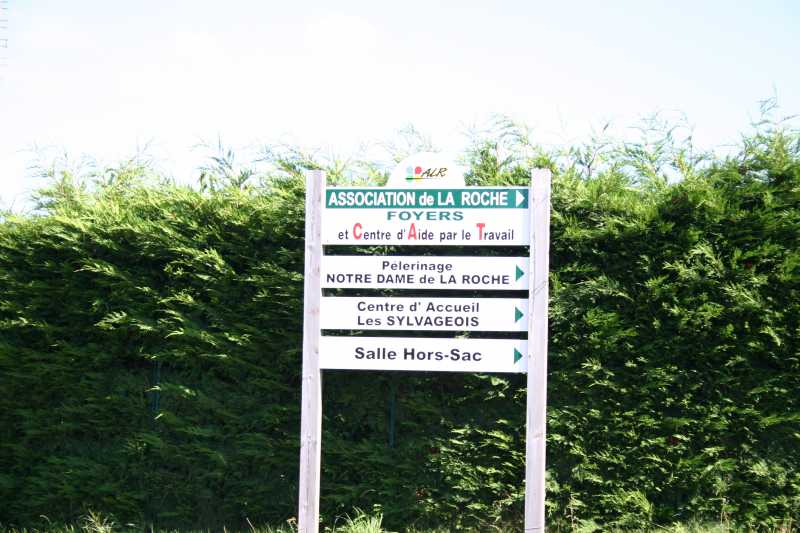 ALR
ASSOCIATION de LA ROCHE
FOYERS
et Centre d'Aide par le Travail
Pélerinage
NOTRE DAME de LA ROCHE
Centre d' Accueil
Les SYLVAGEOIS
Salle Hors-Sac